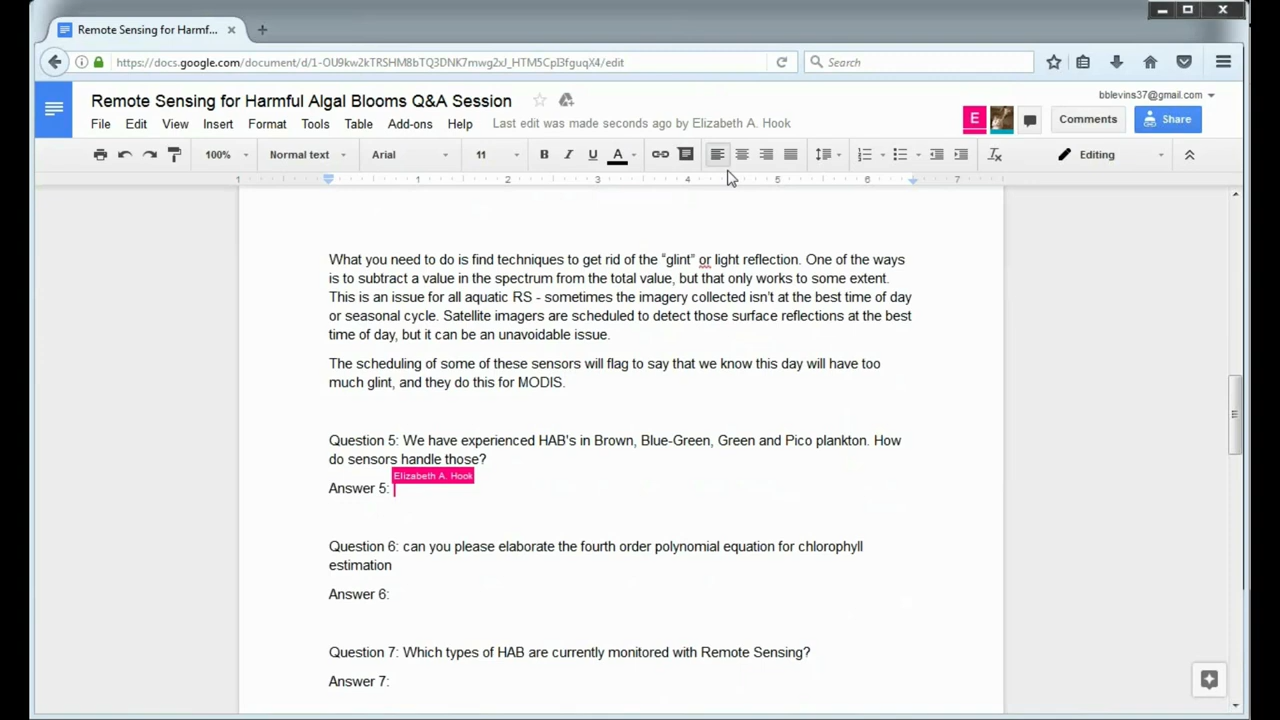 Remote Sensing for Harmf...
https://docs.google.com/document/d/1-OU9kw2kTRSHM8bTQ3DNK7mwg2xJ_HTM5CpI3fguqX4/edit
Search
bblevins37@gmail.com
Remote Sensing for Harmful Algal Blooms Q&A Session
File Edit View Insert Format Tools Table Add-ons Help Last edit was made seconds ago by Elizabeth A. Hook
E Comments Share
100% Normal text Arial 11 B I U A Editing
1 1 2 3 4 5 6 7
What you need to do is find techniques to get rid of the “glint” or light reflection. One of the ways
is to subtract a value in the spectrum from the total value, but that only works to some extent.
This is an issue for all aquatic RS - sometimes the imagery collected isn’t at the best time of day
or seasonal cycle. Satellite imagers are scheduled to detect those surface reflections at the best
time of day, but it can be an unavoidable issue.
The scheduling of some of these sensors will flag to say that we know this day will have too
much glint, and they do this for MODIS.
Question 5: We have experienced HAB's in Brown, Blue-Green, Green and Pico plankton. How
do sensors handle those?
Elizabeth A. Hook
Answer 5:
Question 6: can you please elaborate the fourth order polynomial equation for chlorophyll
estimation
Answer 6:
Question 7: Which types of HAB are currently monitored with Remote Sensing?
Answer 7: